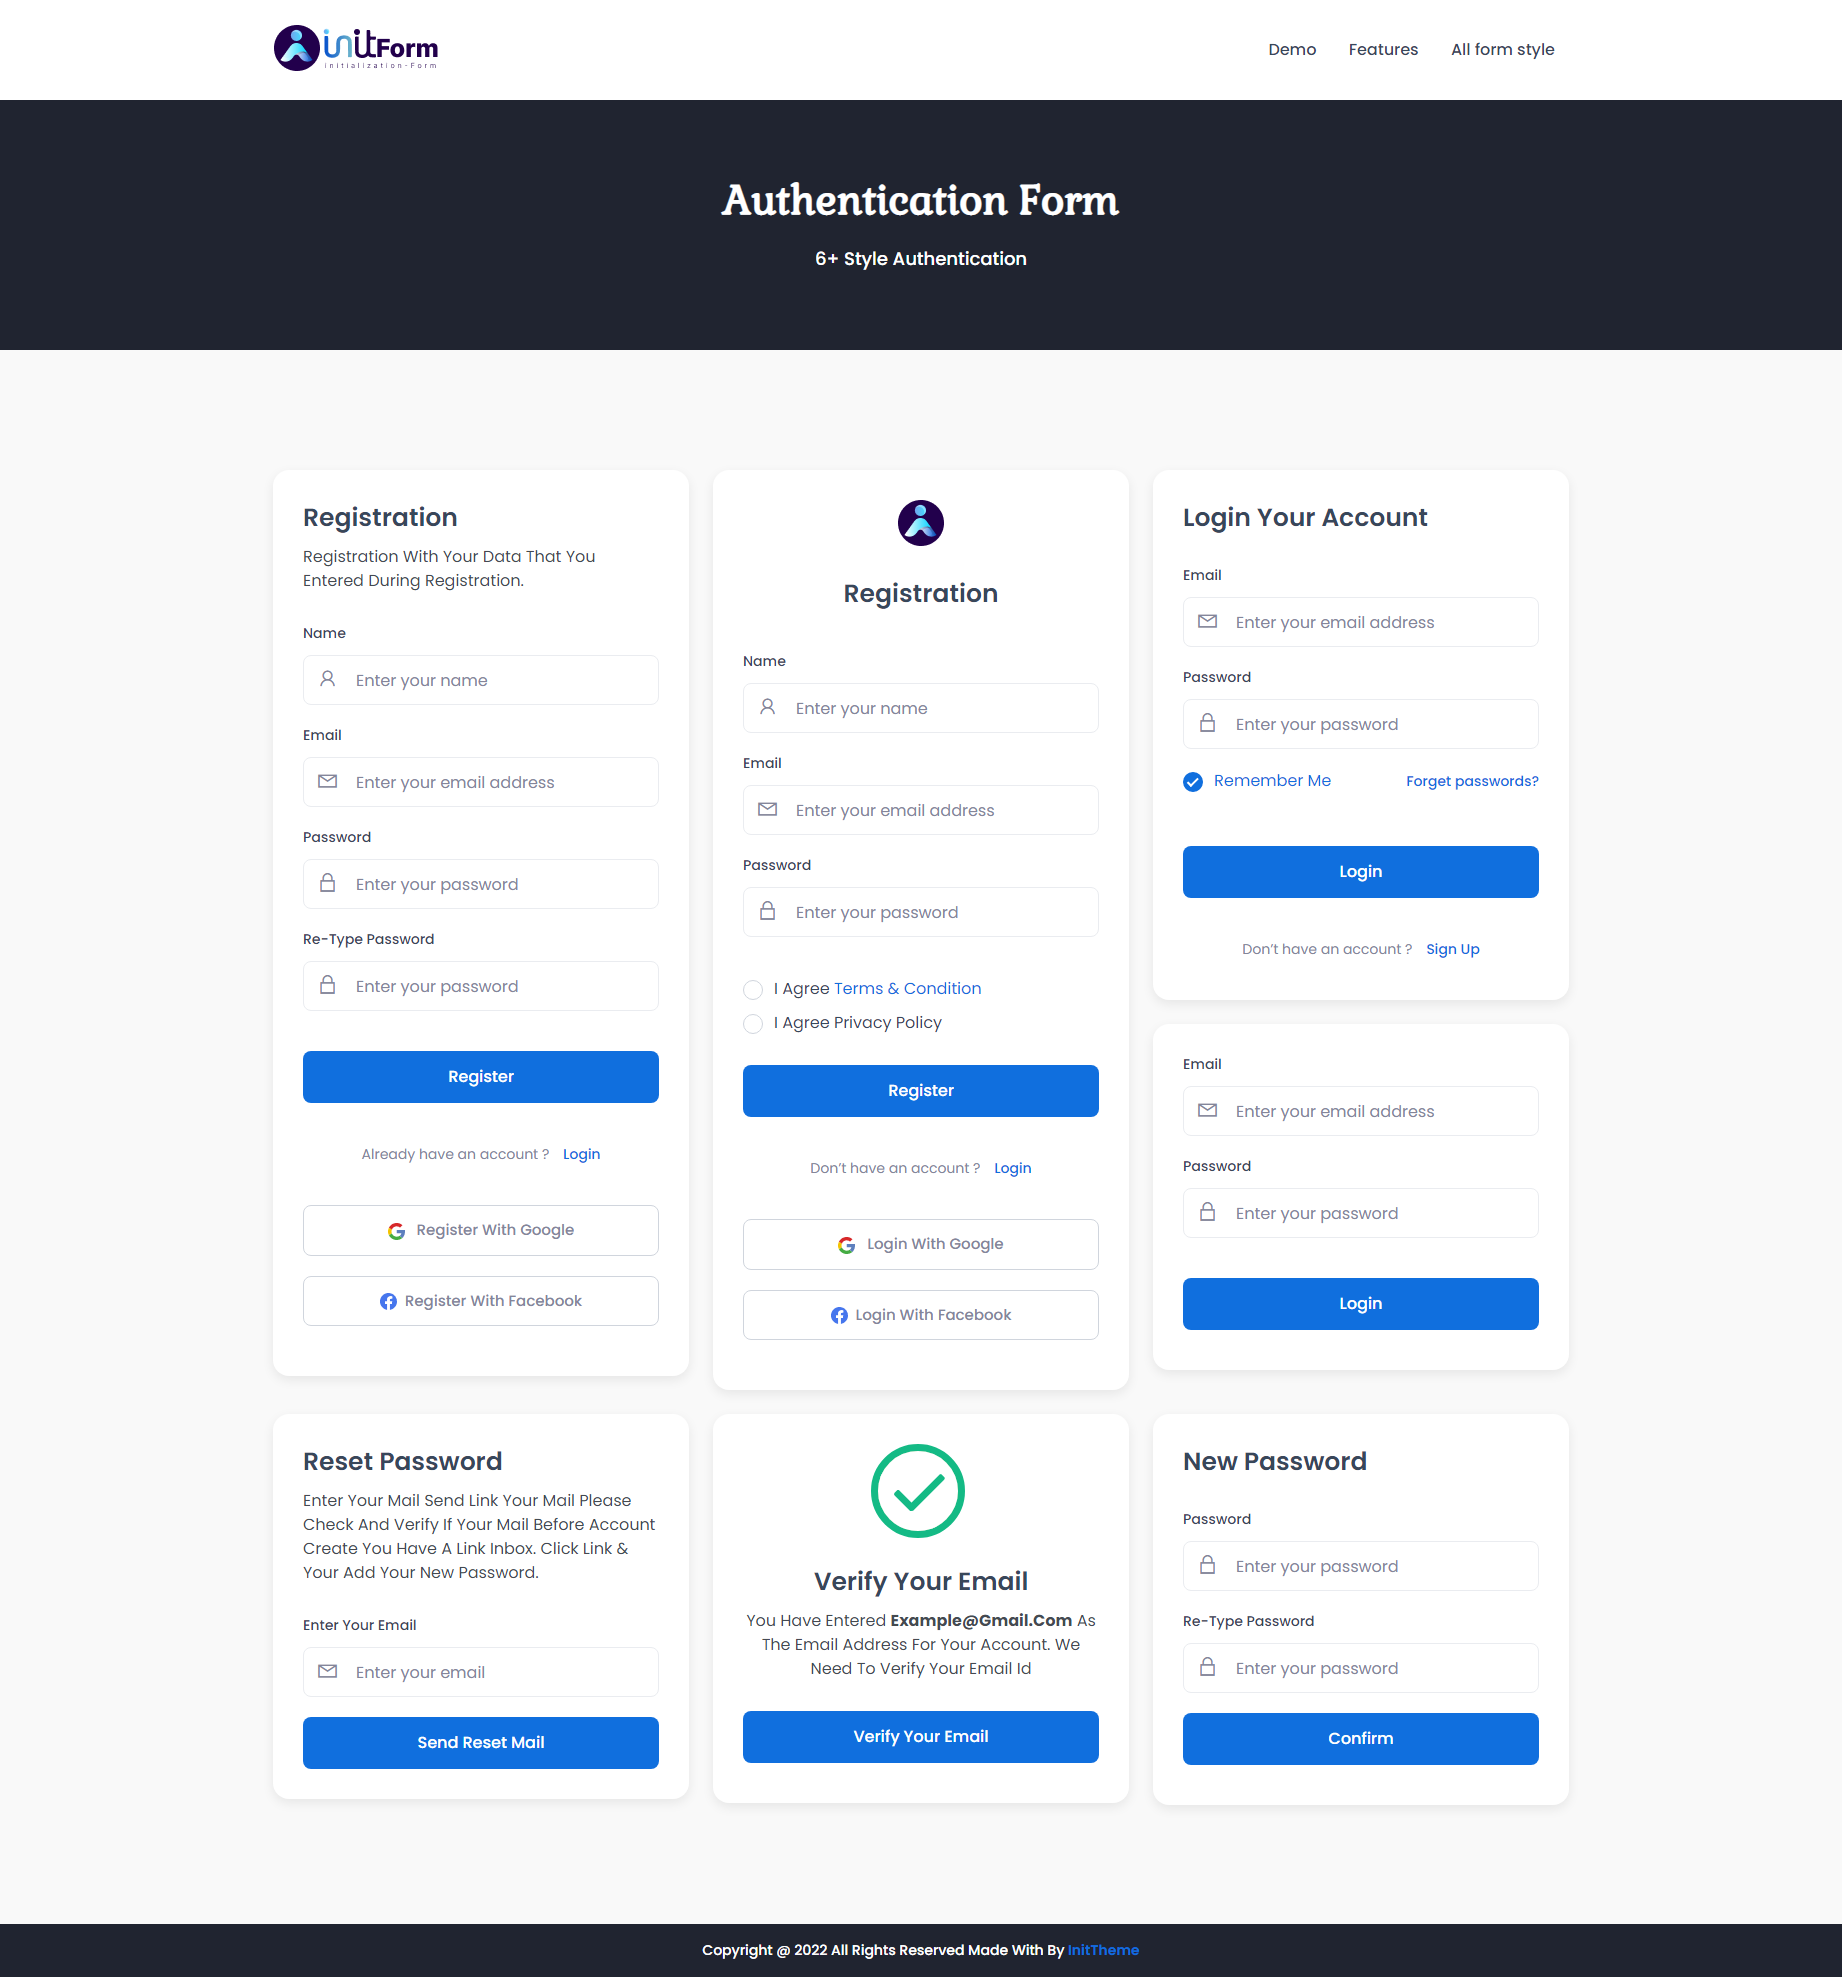 initForm
initialization-Form
Demo
Features
All form style
Authentication Form
6+ Style Authentication
Registration
Registration With Your Data That You
Entered During Registration.
Name
Enter your name
Email
Enter your email address
Password
Enter your password
Re-Type Password
Enter your password
Register
Already have an account ? Login
Register With Google
Register With Facebook
Registration
Name
Enter your name
Email
Enter your email address
Password
Enter your password
I Agree Terms & Condition
I Agree Privacy Policy
Register
Don't have an account ? Login
Login With Google
Login With Facebook
Login Your Account
Email
Enter your email address
Password
Enter your password
Remember Me
Forget passwords?
Login
Don't have an account ? Sign Up
Email
Enter your email address
Password
Enter your password
Login
Reset Password
Enter Your Mail Send Link Your Mail Please
Check And Verify If Your Mail Before Account
Create You Have A Link Inbox. Click Link &
Your Add Your New Password.
Enter Your Email
Enter your email
Send Reset Mail
Verify Your Email
You Have Entered Example@Gmail.Com As
The Email Address For Your Account. We
Need To Verify Your Email Id
Verify Your Email
New Password
Password
Enter your password
Re-Type Password
Enter your password
Confirm
Copyright @ 2022 All Rights Reserved Made With By InitTheme